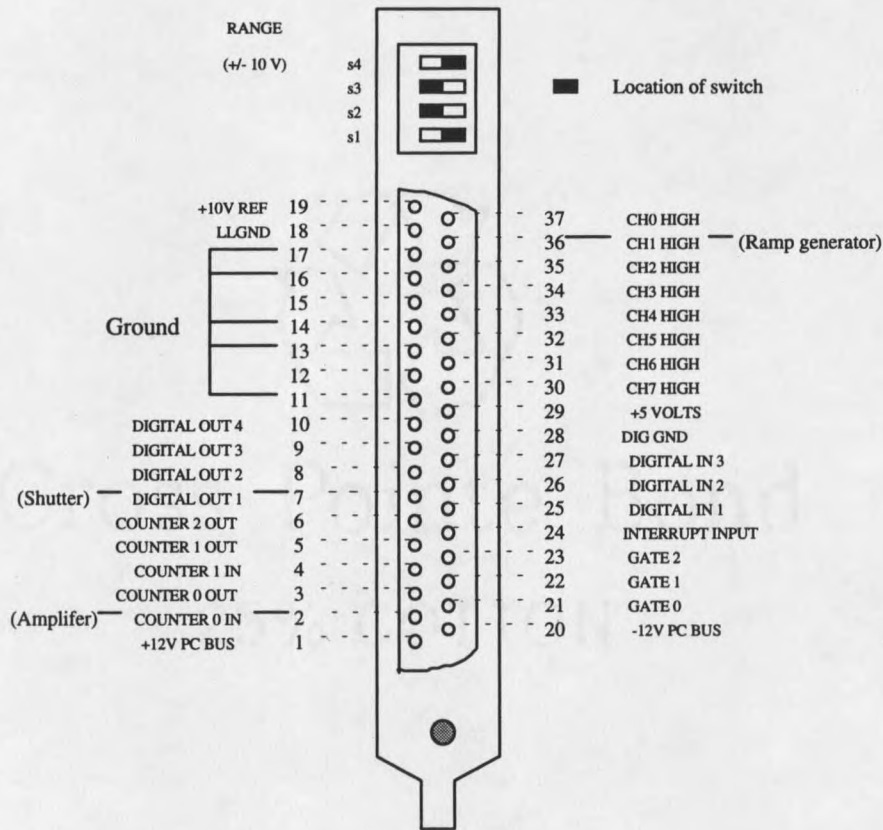 RANGE
(+/- 10 V)
s4
s3
s2
s1
Location of switch
+10V REF 19
LLGND 18
17
16
15
Ground 14
13
12
11
DIGITAL OUT 4 10
DIGITAL OUT 3 9
DIGITAL OUT 2 8
(Shutter) DIGITAL OUT 1 7
COUNTER 2 OUT 6
COUNTER 1 OUT 5
COUNTER 1 IN 4
COUNTER 0 OUT 3
(Amplifer) COUNTER 0 IN 2
+12V PC BUS 1
37 CH0 HIGH
36 CH1 HIGH (Ramp generator)
35 CH2 HIGH
34 CH3 HIGH
33 CH4 HIGH
32 CH5 HIGH
31 CH6 HIGH
30 CH7 HIGH
29 +5 VOLTS
28 DIG GND
27 DIGITAL IN 3
26 DIGITAL IN 2
25 DIGITAL IN 1
24 INTERRUPT INPUT
23 GATE 2
22 GATE 1
21 GATE 0
20 -12V PC BUS